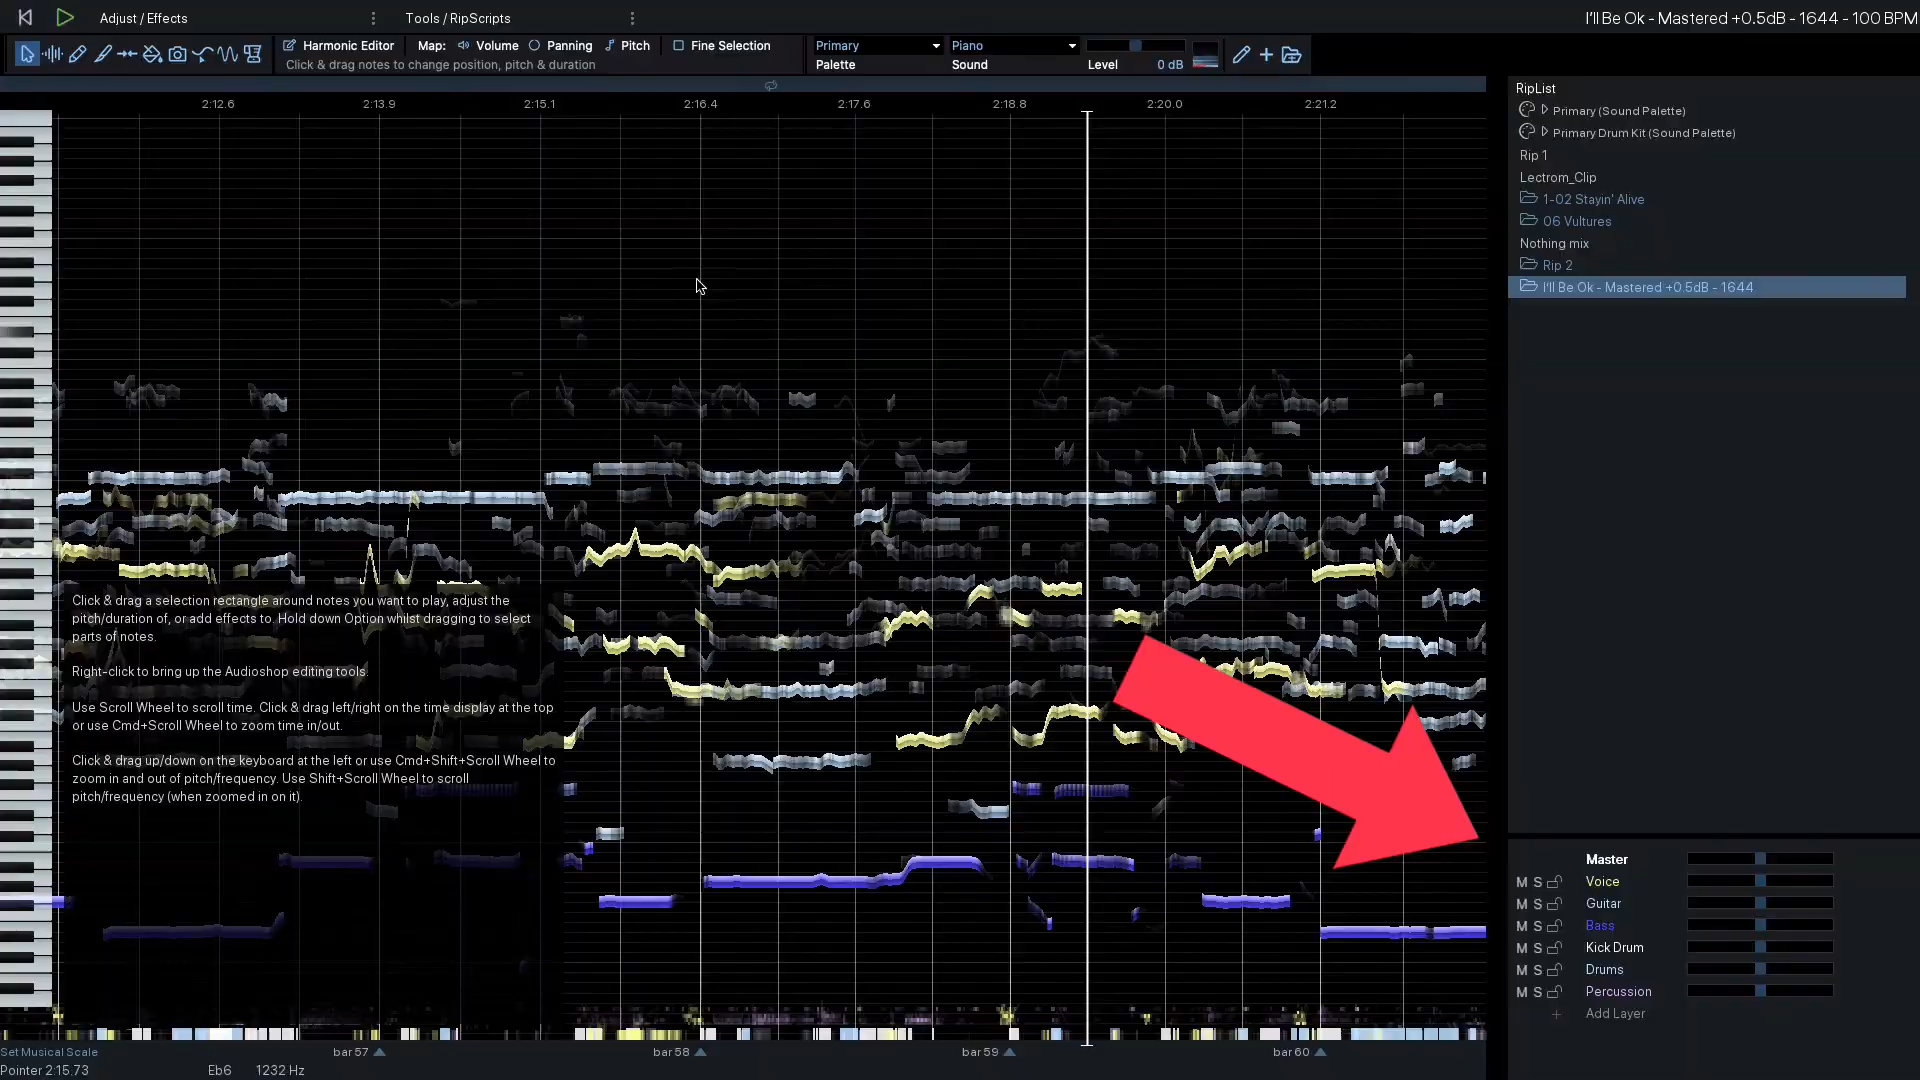 Adjust / Effects
Tools / RipScripts
I'll Be Ok - Mastered +0.5dB - 1644 - 100 BPM
Harmonic Editor
Map:
Volume
Panning
Pitch
Fine Selection
Click & drag notes to change position, pitch & duration
Primary
Piano
Palette
Sound
Level
0 dB
2:12.6
2:13.9
2:15.1
2:16.4
2:17.6
2:18.8
2:20.0
2:21.2
RipList
Primary (Sound Palette)
Primary Drum Kit (Sound Palette)
Rip 1
Lectrom_Clip
1-02 Stayin' Alive
06 Vultures
Nothing mix
Rip 2
I'll Be Ok - Mastered +0.5dB - 1644
Click & drag a selection rectangle around notes you want to play, adjust the
pitch/duration of, or add effects to. Hold down Option whilst dragging to select
parts of notes.
Right-click to bring up the Audioshop editing tools.
Use Scroll Wheel to scroll time. Click & drag left/right on the time display at the top
or use Cmd+Scroll Wheel to zoom time in/out.
Click & drag up/down on the keyboard at the left or use Cmd+Shift+Scroll Wheel to
zoom in and out of pitch/frequency. Use Shift+Scroll Wheel to scroll
pitch/frequency (when zoomed in on it).
Master
M S Voice
M S Guitar
M S Bass
M S Kick Drum
M S Drums
M S Percussion
+ Add Layer
Set Musical Scale
bar 57
bar 58
bar 59
bar 60
Pointer 2:15.73
Eb6
1232 Hz